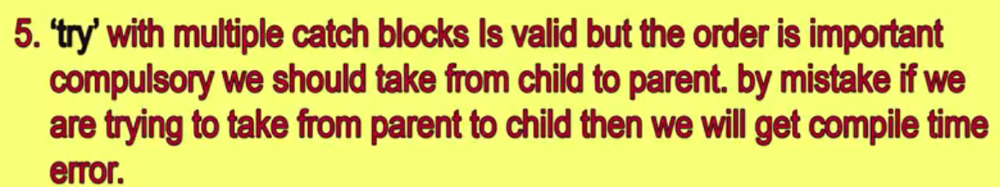 5. ‘try’ with multiple catch blocks Is valid but the order is important
compulsory we should take from child to parent. by mistake if we
are trying to take from parent to child then we will get compile time
error.